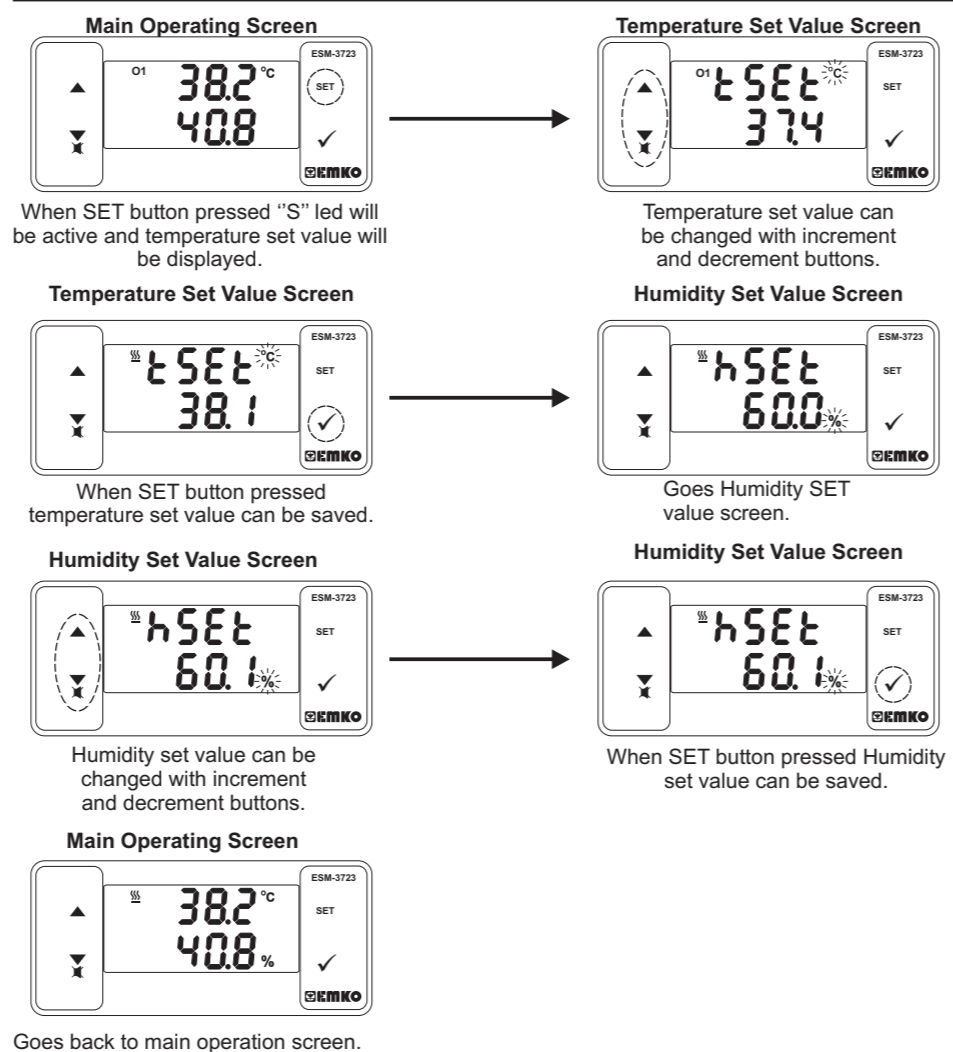 Main Operating Screen
ESM-3723
O1 38.2 °C
SET
40.8
✓
EMKO
When SET button pressed ‘‘S’’ led will
be active and temperature set value will
be displayed.
Temperature Set Value Screen
ESM-3723
O1 tSEt °C
SET
37.4
✓
EMKO
Temperature set value can
be changed with increment
and decrement buttons.
Temperature Set Value Screen
ESM-3723
tSEt °C
SET
38.1
✓
EMKO
When SET button pressed
temperature set value can be saved.
Humidity Set Value Screen
ESM-3723
hSEt
SET
60.0 %
✓
EMKO
Goes Humidity SET
value screen.
Humidity Set Value Screen
ESM-3723
hSEt
SET
60.1 %
✓
EMKO
Humidity set value can be
changed with increment
and decrement buttons.
Humidity Set Value Screen
ESM-3723
hSEt
SET
60.1 %
✓
EMKO
When SET button pressed Humidity
set value can be saved.
Main Operating Screen
ESM-3723
38.2 °C
SET
40.8 %
✓
EMKO
Goes back to main operation screen.